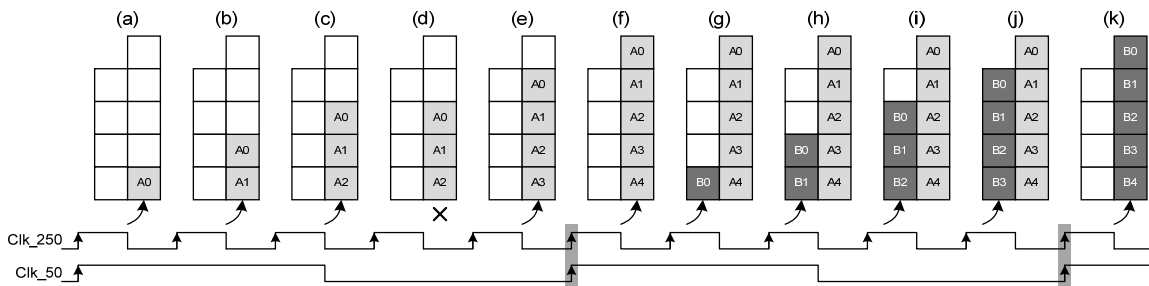 (a) (b) (c) (d) (e) (f) (g) (h) (i) (j) (k)
A0 A0 A0 A0 A0 B0
A0 A1 A1 A1 B0 A1 B1
A0 A0 A1 A2 A2 A2 B0 A2 B1 A2 B2
A0 A1 A1 A2 A3 A3 B0 A3 B1 A3 B2 A3 B3
A0 A1 A2 A2 A3 A4 B0 A4 B1 A4 B2 A4 B3 A4 B4
Clk_250
Clk_50